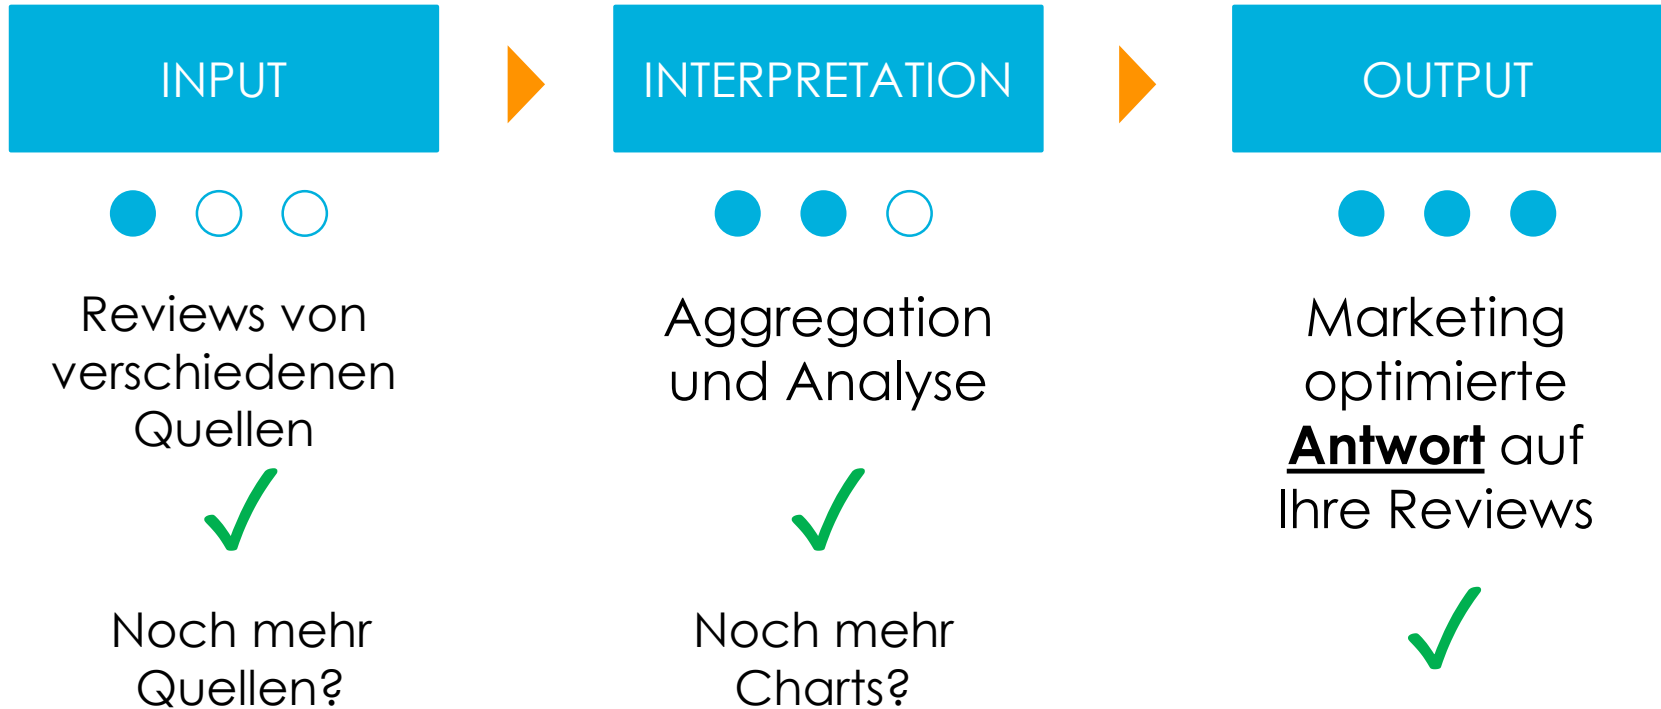 INPUT
INTERPRETATION
OUTPUT
Reviews von
verschiedenen
Quellen
Noch mehr
Quellen?
Aggregation
und Analyse
Noch mehr
Charts?
Marketing
optimierte
Antwort auf
Ihre Reviews